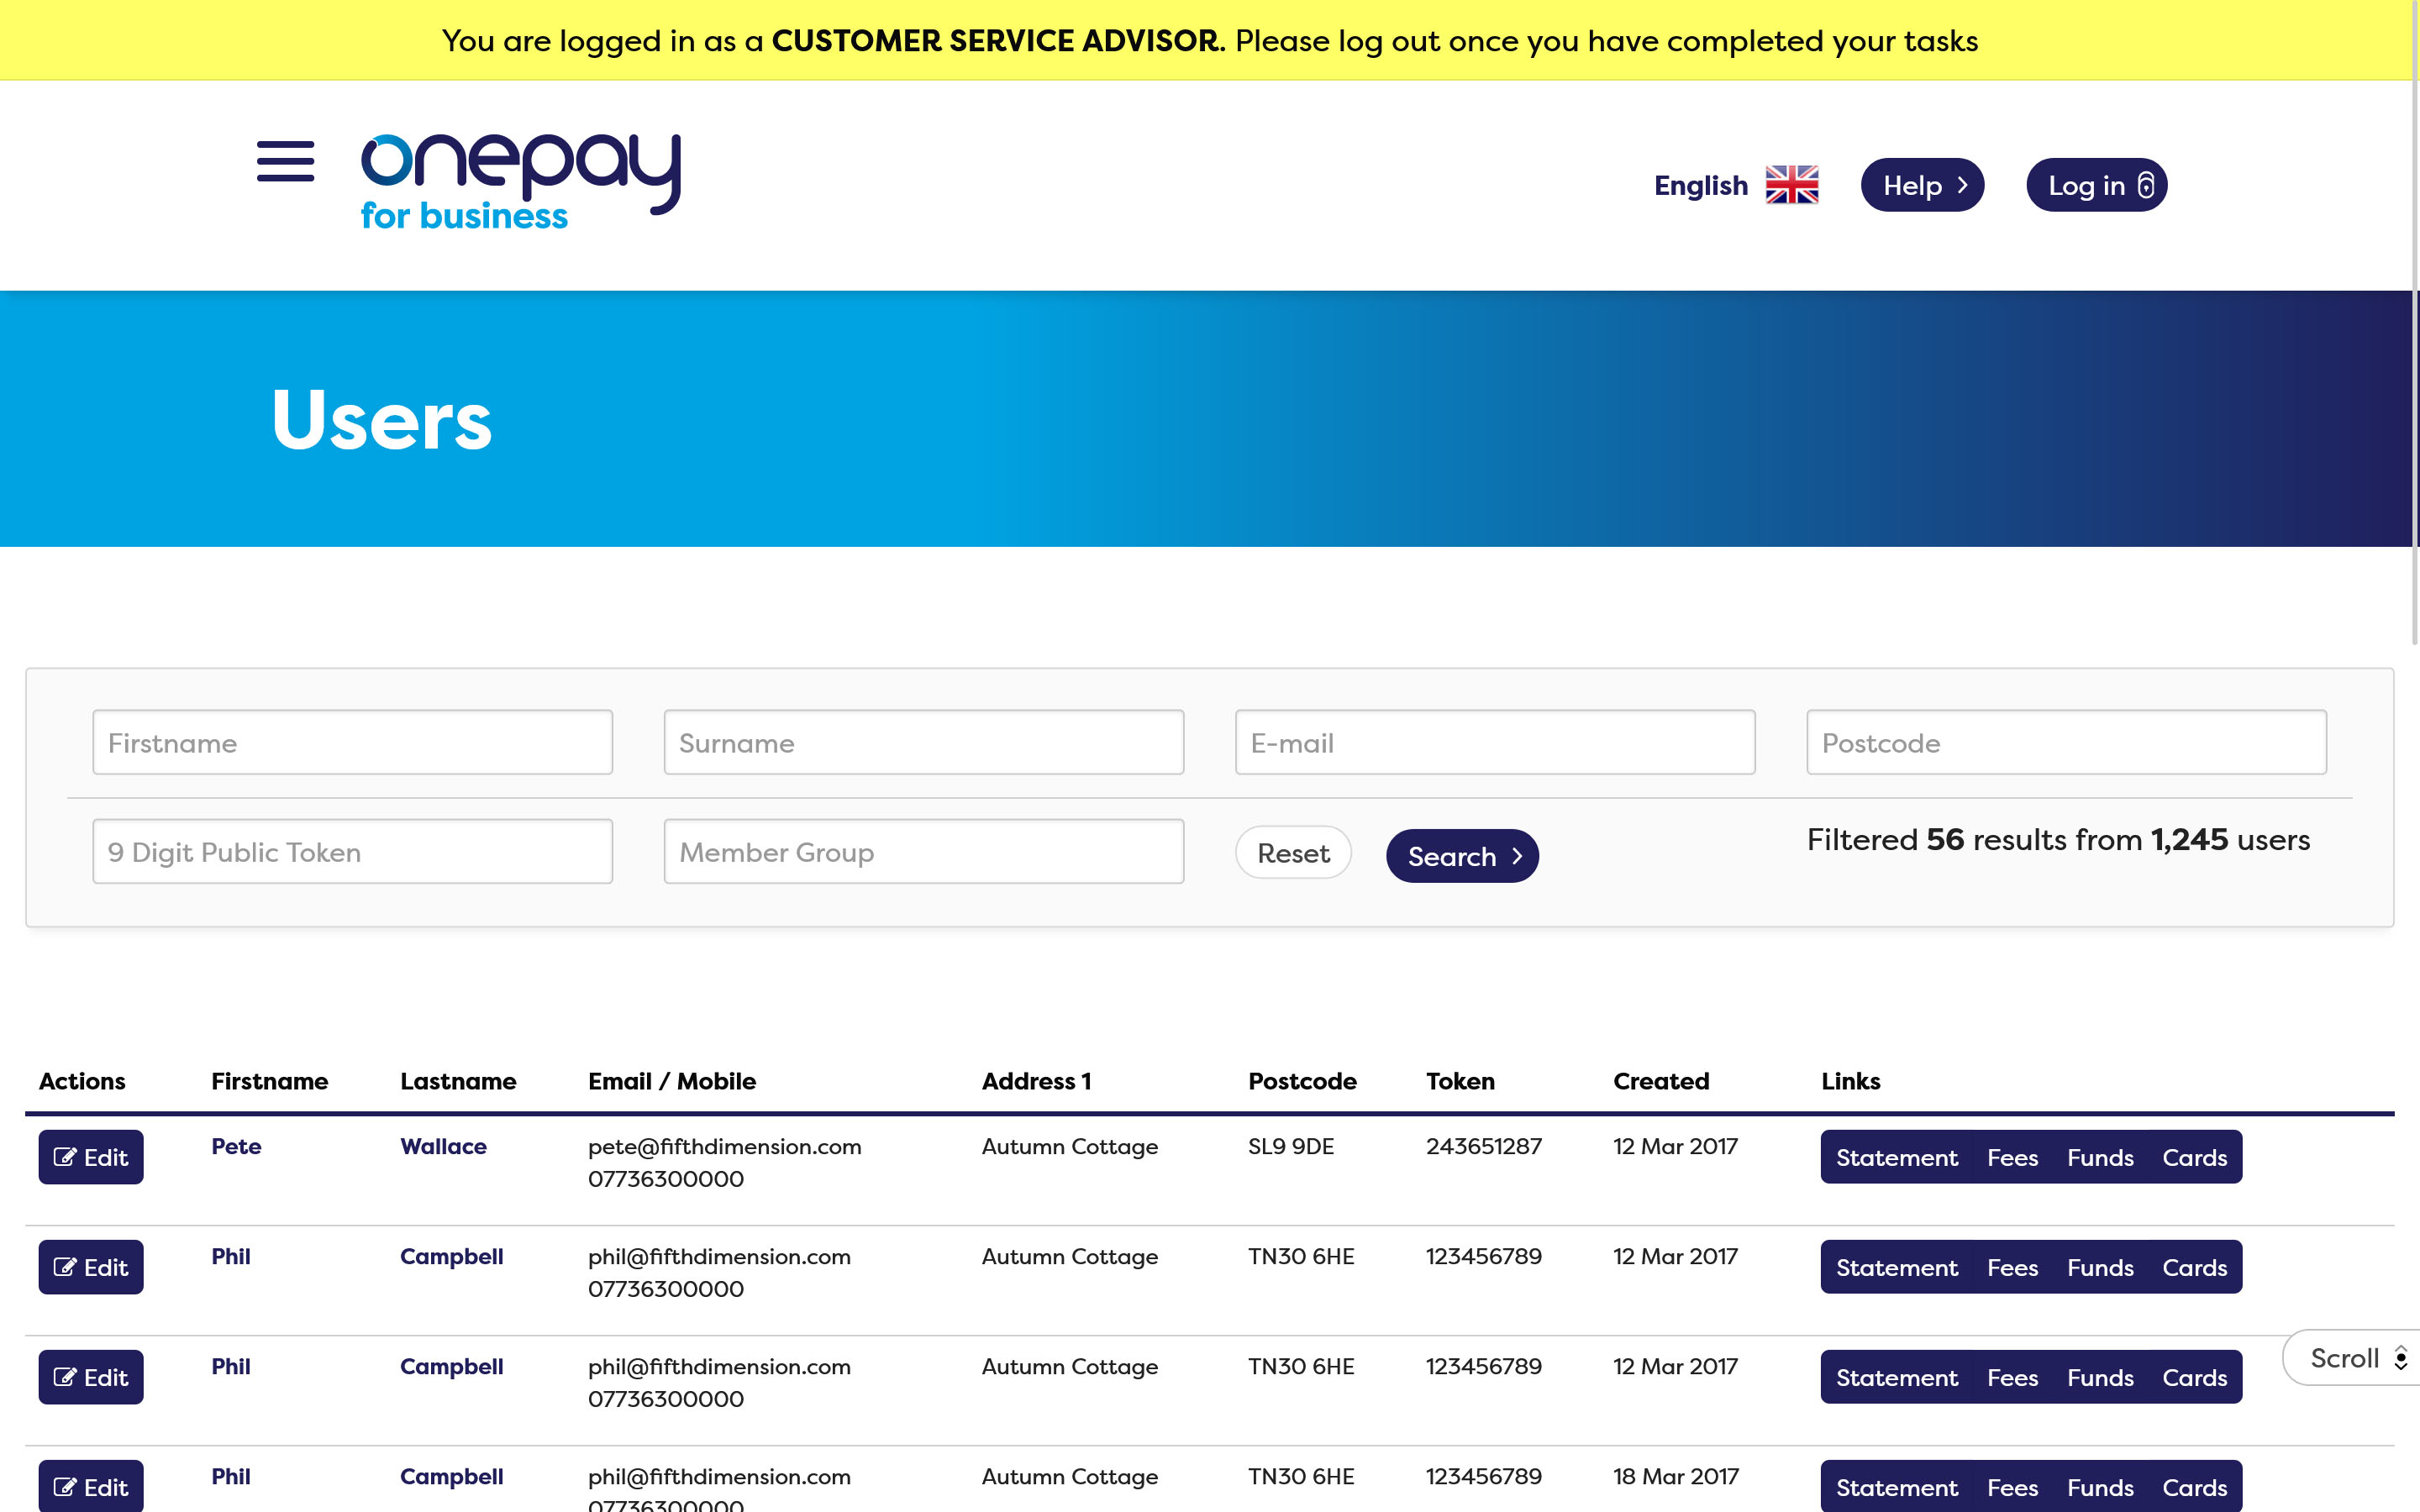 You are logged in as a CUSTOMER SERVICE ADVISOR. Please log out once you have completed your tasks
onepay
for business
English
Help
Log in
Users
Firstname
Surname
E-mail
Postcode
9 Digit Public Token
Member Group
Reset
Search
Filtered 56 results from 1,245 users
Actions Firstname Lastname Email / Mobile Address 1 Postcode Token Created Links
Edit Pete Wallace pete@fifthdimension.com Autumn Cottage SL9 9DE 243651287 12 Mar 2017 Statement Fees Funds Cards
07736300000
Edit Phil Campbell phil@fifthdimension.com Autumn Cottage TN30 6HE 123456789 12 Mar 2017 Statement Fees Funds Cards
07736300000
Edit Phil Campbell phil@fifthdimension.com Autumn Cottage TN30 6HE 123456789 12 Mar 2017 Statement Fees Funds Cards
07736300000
Scroll
Edit Phil Campbell phil@fifthdimension.com Autumn Cottage TN30 6HE 123456789 18 Mar 2017 Statement Fees Funds Cards
07736300000